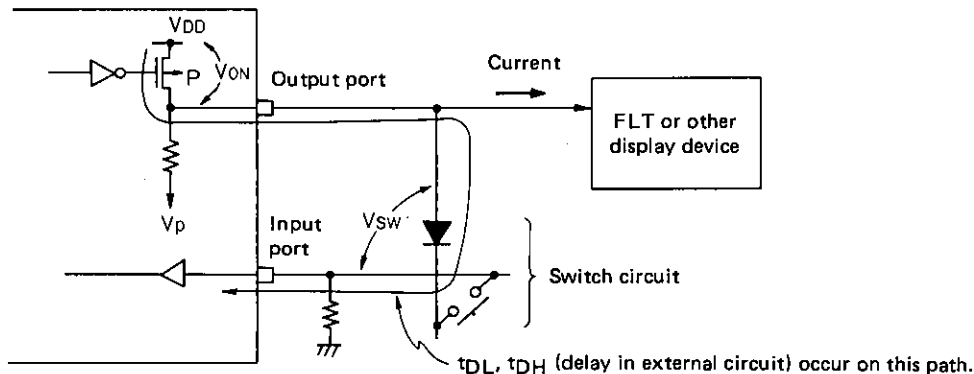 VDD
VON
P
Output port
Current
FLT or other
display device
Vp
Input
port
VSW
Switch circuit
tDL, tDH (delay in external circuit) occur on this path.